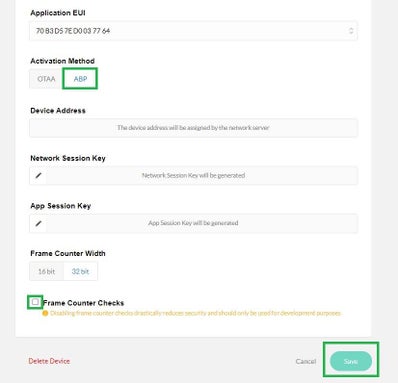 Application EUI
70 B3 D5 7E D0 03 77 64
Activation Method
OTAA ABP
Device Address
The device address will be assigned by the network server
Network Session Key
Network Session Key will be generated
App Session Key
App Session Key will be generated
Frame Counter Width
16 bit 32 bit
Frame Counter Checks
Disabling frame counter checks drastically reduces security and should only be used for development purposes
Delete Device Cancel Save